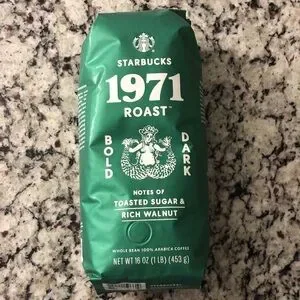 STARBUCKS
1971
ROAST™
BOLD
DARK
NOTES OF
TOASTED SUGAR &
RICH WALNUT
WHOLE BEAN 100% ARABICA COFFEE
NET WT 16 OZ (1 LB) (453 g)